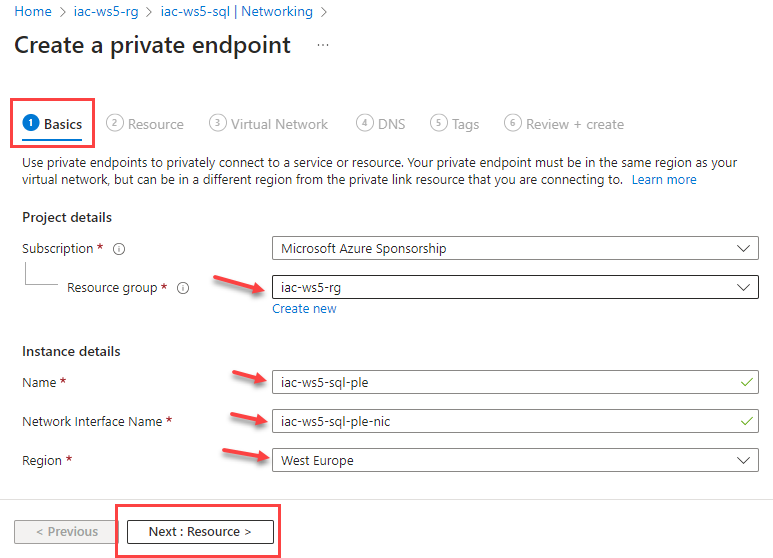 Home > iac-ws5-rg > iac-ws5-sql | Networking >
Create a private endpoint ...
1 Basics 2 Resource 3 Virtual Network 4 DNS 5 Tags 6 Review + create
Use private endpoints to privately connect to a service or resource. Your private endpoint must be in the same region as your
virtual network, but can be in a different region from the private link resource that you are connecting to. Learn more
Project details
Subscription * Microsoft Azure Sponsorship
Resource group * iac-ws5-rg
Create new
Instance details
Name * iac-ws5-sql-ple
Network Interface Name * iac-ws5-sql-ple-nic
Region * West Europe
< Previous Next : Resource >